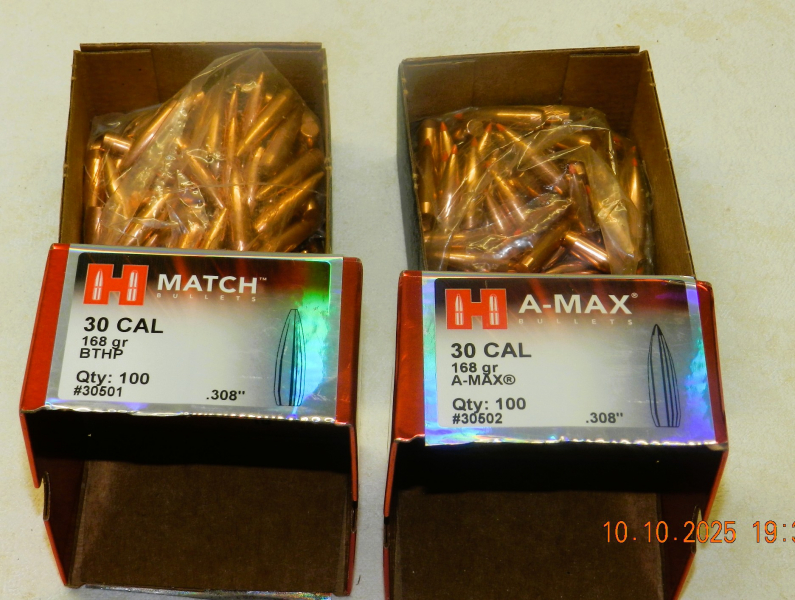 H MATCH™
BULLETS
30 CAL
168 gr
BTHP
Qty: 100
#30501
.308"
H A-MAX®
BULLETS
30 CAL
168 gr
A-MAX®
Qty: 100
#30502
.308"
10.10.2025 19:3